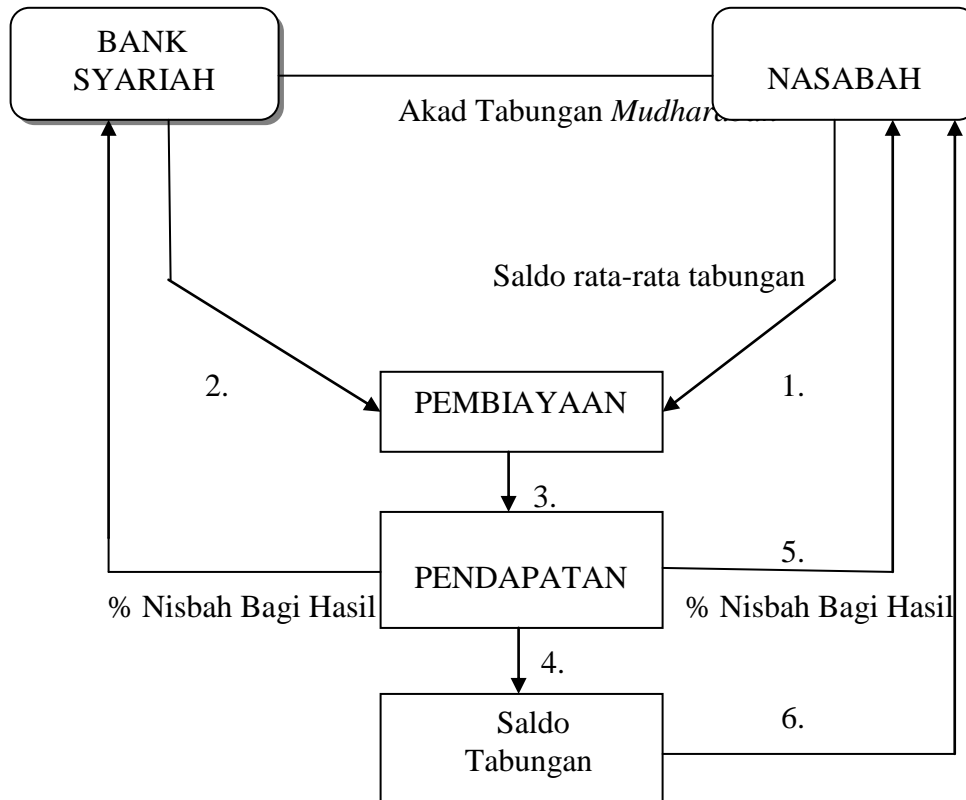 BANK
SYARIAH
NASABAH
Akad Tabungan
Saldo rata-rata tabungan
2.
PEMBIAYAAN
1.
3.
PENDAPATAN
5.
% Nisbah Bagi Hasil
% Nisbah Bagi Hasil
4.
Saldo
Tabungan
6.